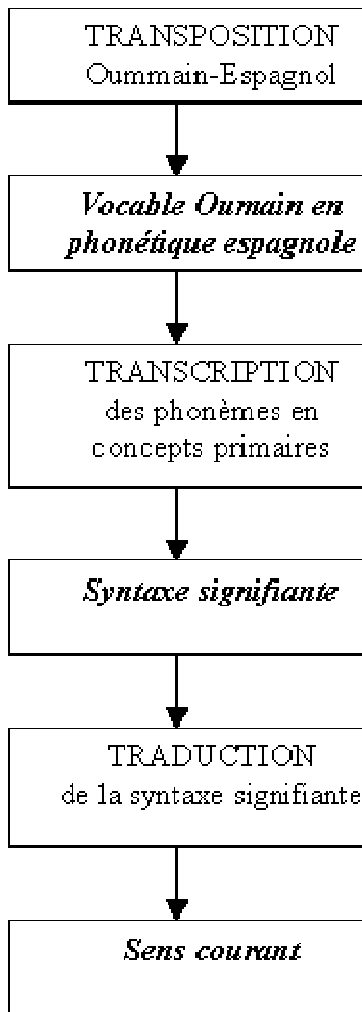 TRANSPOSITION
Oummain-Espagnol
Vocable Oumain en
phonétique espagnole
TRANSCRIPTION
des phonèmes en
concepts primaires
Syntaxe signifiante
TRADUCTION
de la syntaxe signifiante
Sens courant